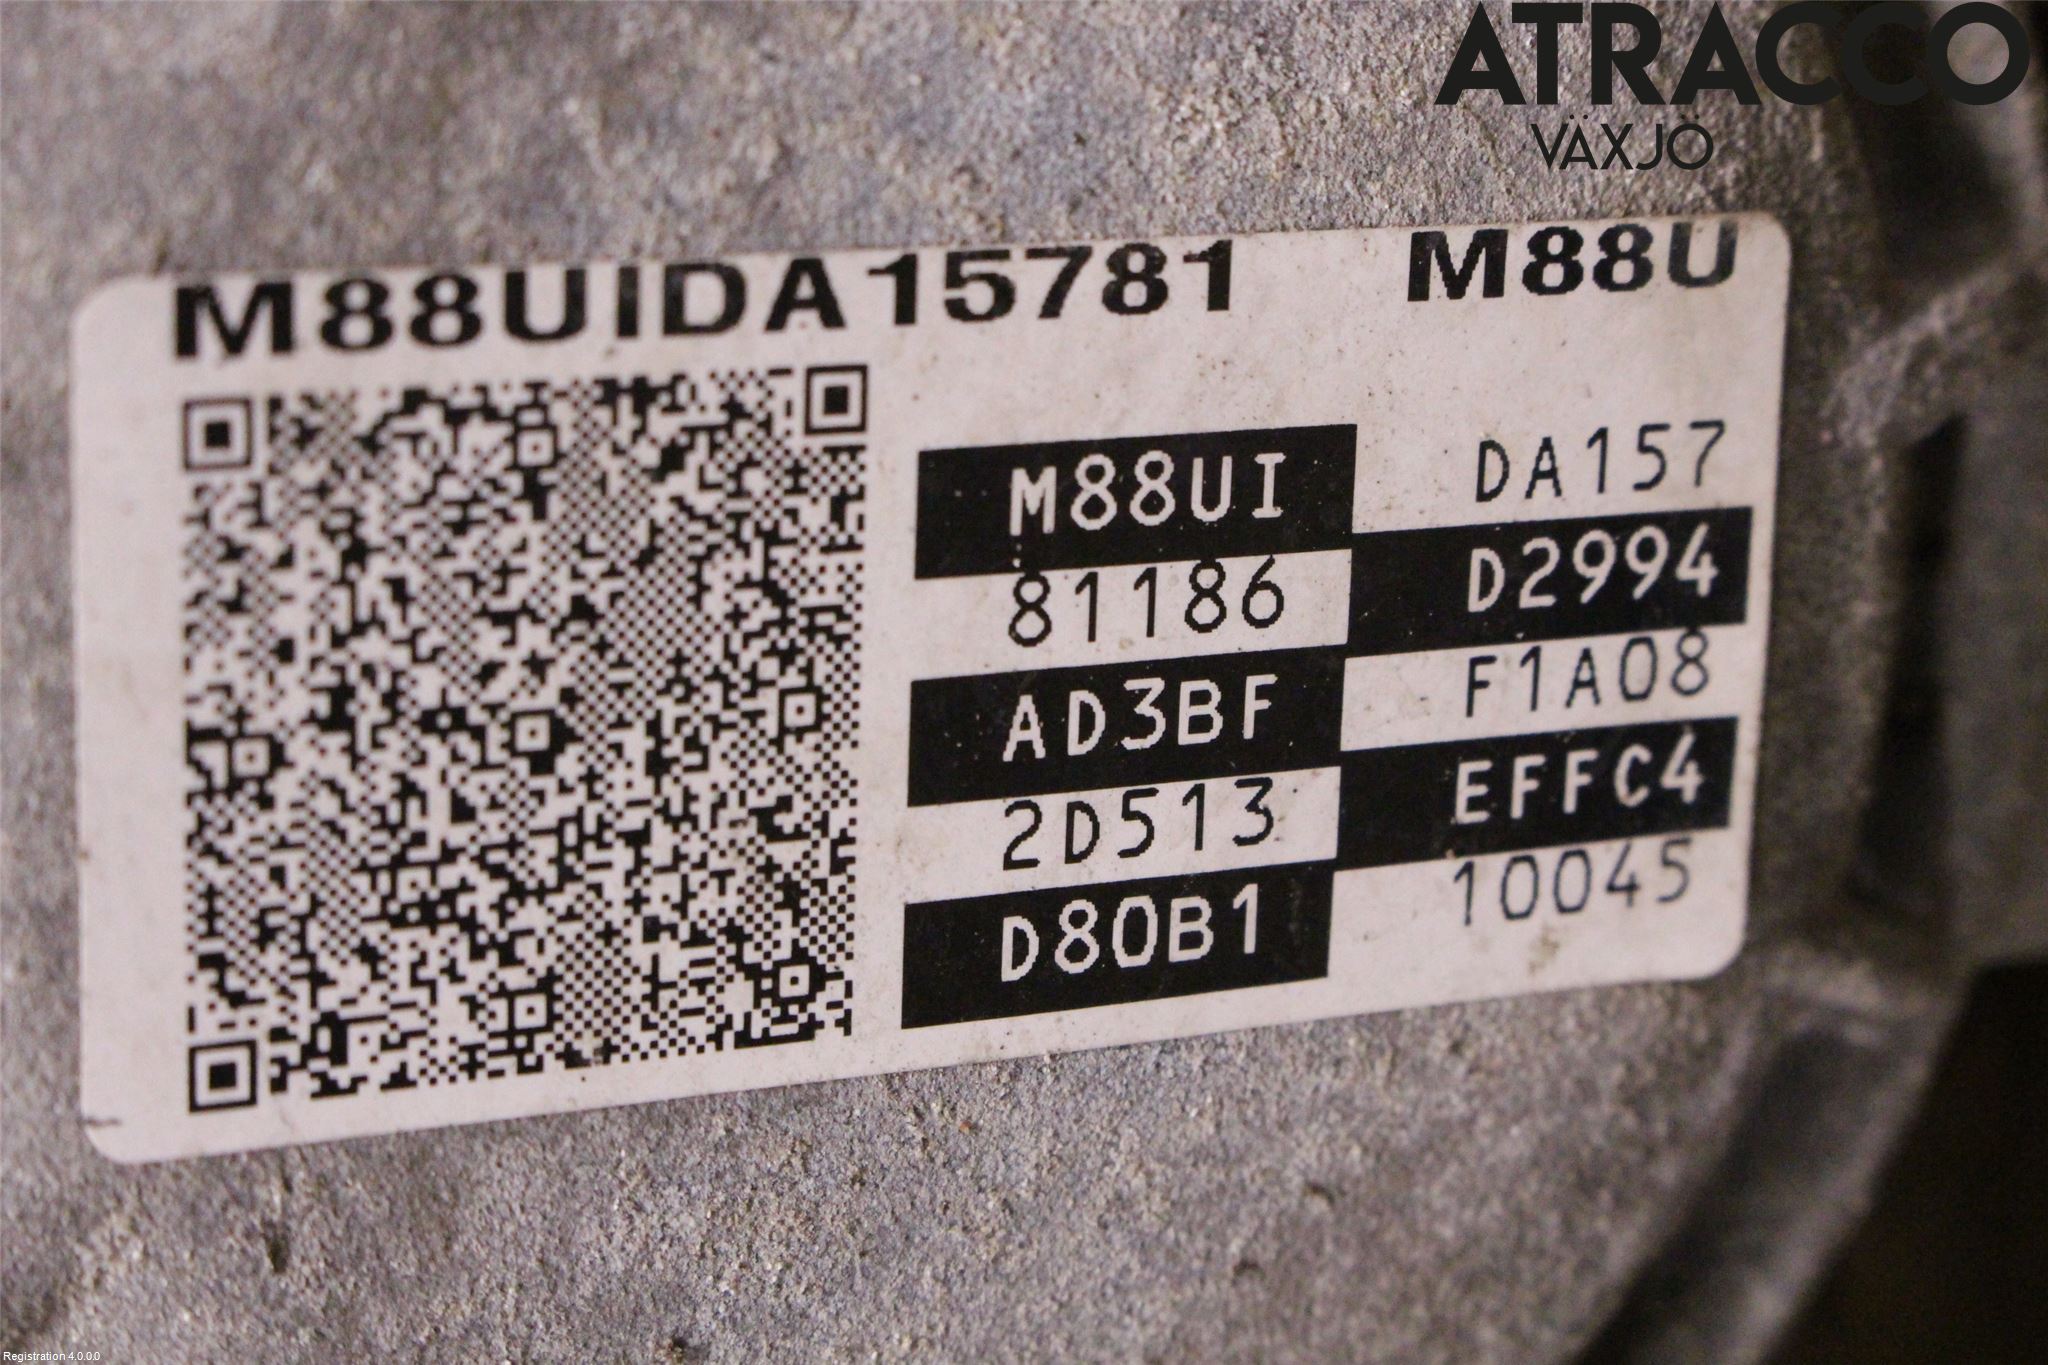 ATRACCO
VÄXJÖ
M88UIDA15781 M88U
M88UI DA157
81186 D2994
AD3BF F1A08
2D513 EFFC4
D80B1 10045
Registration 4.0.0.0